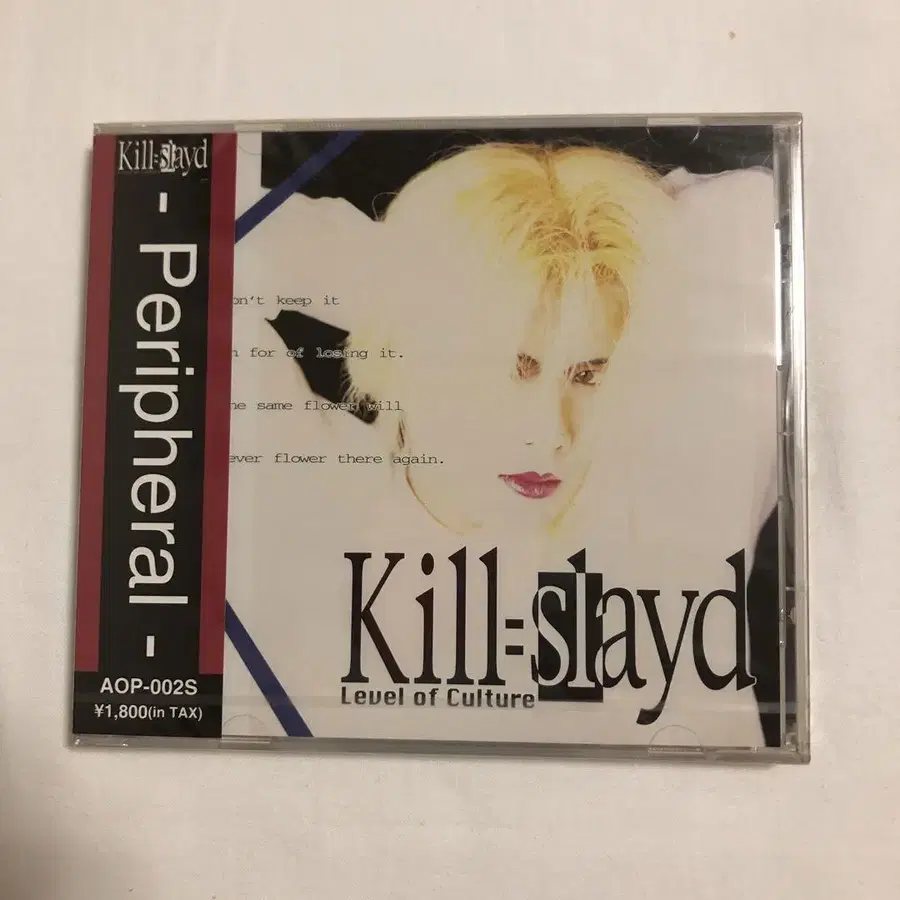 Kill=slayd
- Peripheral -
AOP-002S
¥1,800(in TAX)
on't keep it
for of losing it.
he same flower will
ever flower there again.
Kill=slayd
Level of Culture